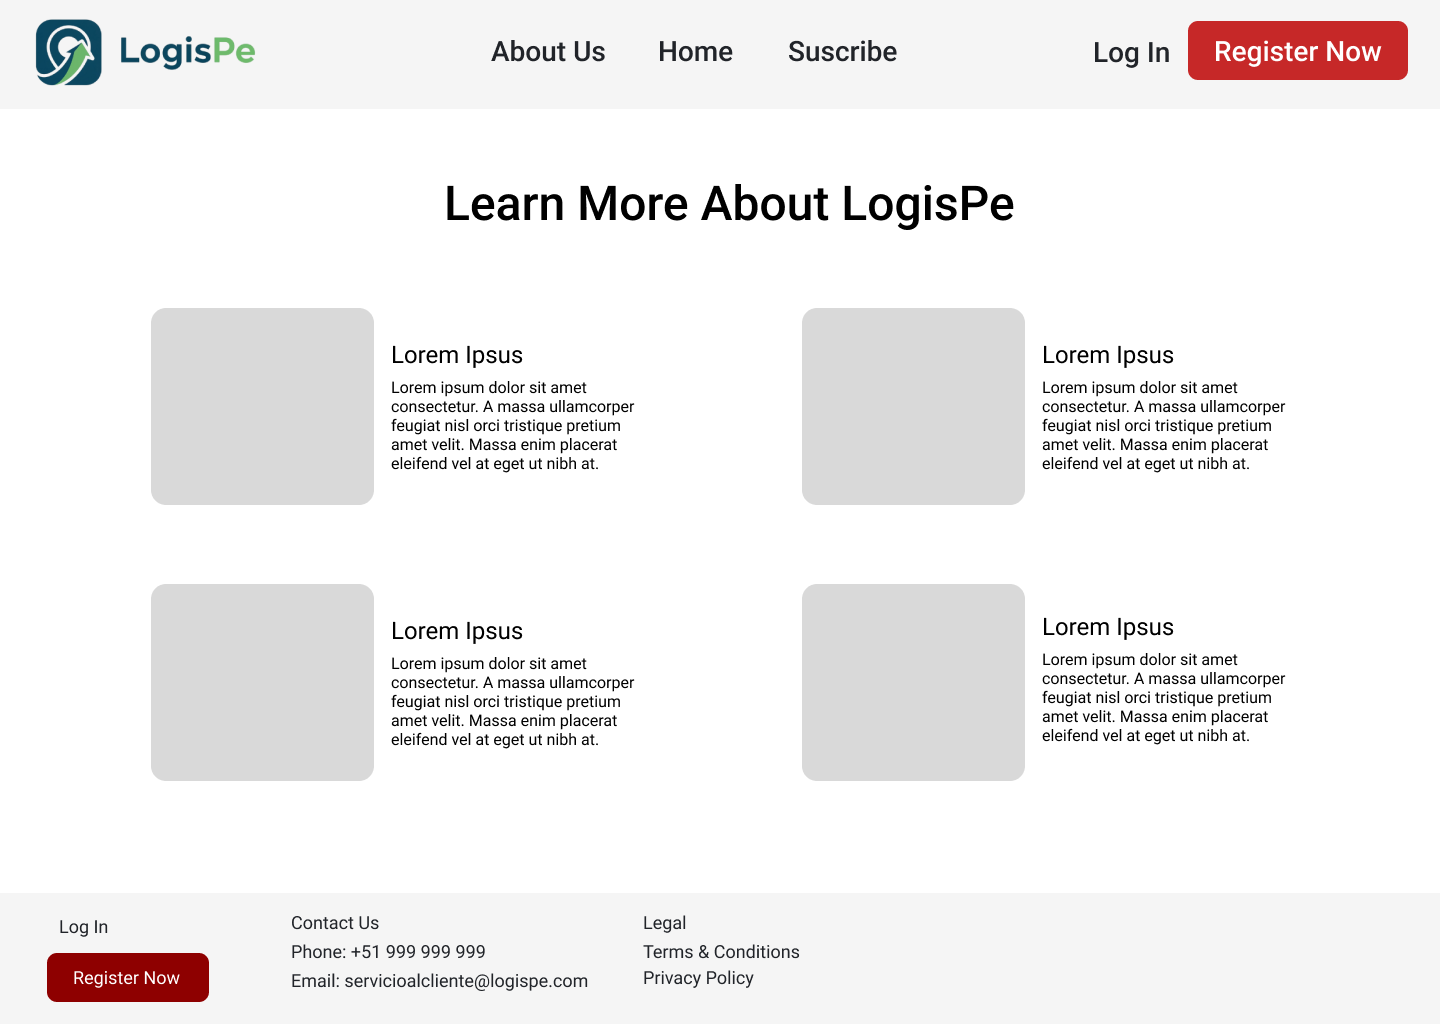 LogisPe
About Us
Home
Suscribe
Log In
Register Now
Learn More About LogisPe
Lorem Ipsus
Lorem ipsum dolor sit amet
consectetur. A massa ullamcorper
feugiat nisl orci tristique pretium
amet velit. Massa enim placerat
eleifend vel at eget ut nibh at.
Lorem Ipsus
Lorem ipsum dolor sit amet
consectetur. A massa ullamcorper
feugiat nisl orci tristique pretium
amet velit. Massa enim placerat
eleifend vel at eget ut nibh at.
Lorem Ipsus
Lorem ipsum dolor sit amet
consectetur. A massa ullamcorper
feugiat nisl orci tristique pretium
amet velit. Massa enim placerat
eleifend vel at eget ut nibh at.
Lorem Ipsus
Lorem ipsum dolor sit amet
consectetur. A massa ullamcorper
feugiat nisl orci tristique pretium
amet velit. Massa enim placerat
eleifend vel at eget ut nibh at.
Log In
Register Now
Contact Us
Phone: +51 999 999 999
Email: servicioalcliente@logispe.com
Legal
Terms & Conditions
Privacy Policy